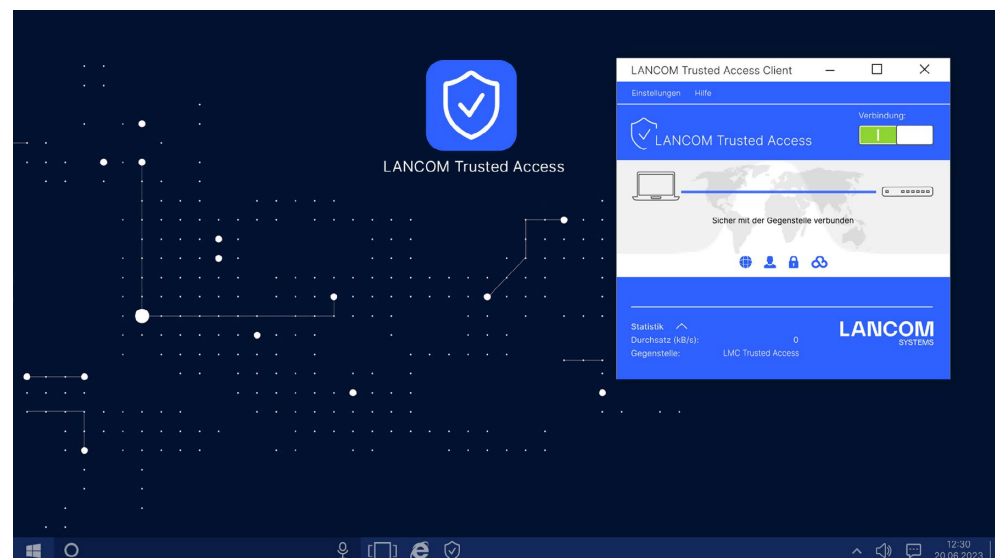 LANCOM Trusted Access
LANCOM Trusted Access Client
Einstellungen Hilfe
LANCOM Trusted Access
Verbindung:
Sicher mit der Gegenstelle verbunden
Statistik
Durchsatz (kB/s): 0
Gegenstelle: LMC Trusted Access
LANCOM
SYSTEMS
12:30
20.06.2023